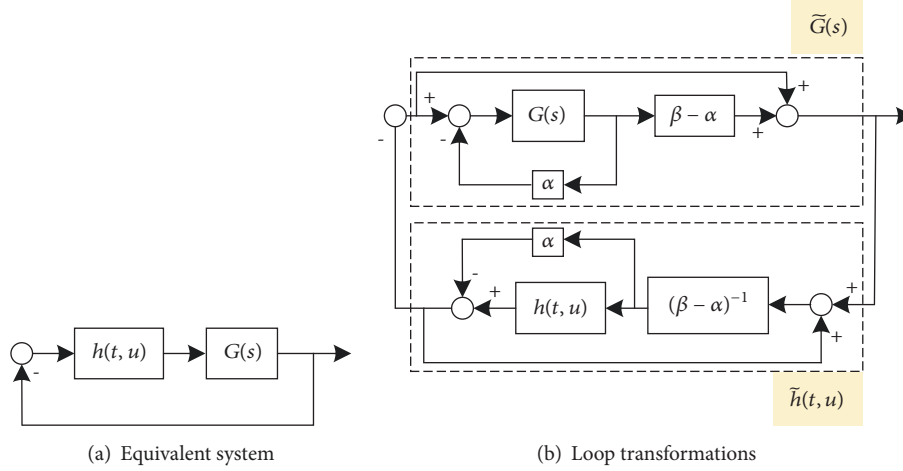 G̃(s)
+
+
-
-
G(s)
β − α
+
α
α
-
+
h(t, u)
(β − α)⁻¹
+
+
h̃(t, u)
h(t, u)
G(s)
-
(a) Equivalent system
(b) Loop transformations